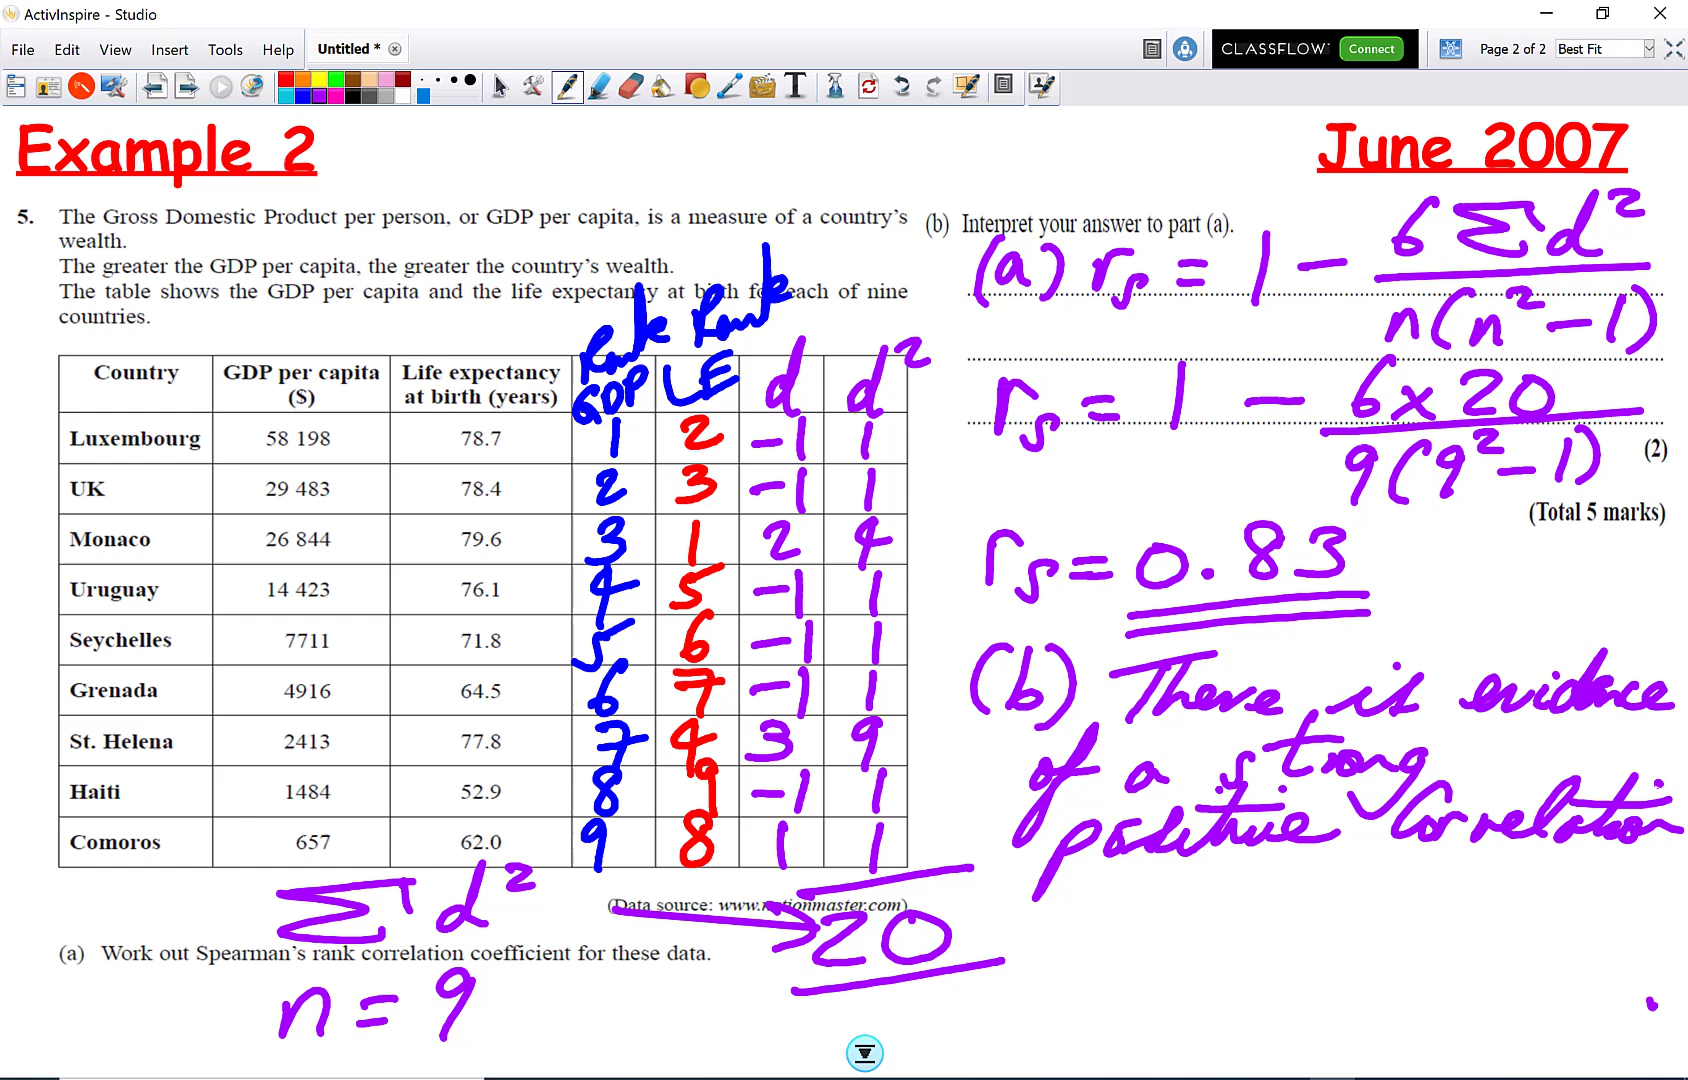 ActivInspire - Studio
File Edit View Insert Tools Help Untitled * CLASSFLOW Connect Page 2 of 2 Best Fit
Example 2
June 2007
5. The Gross Domestic Product per person, or GDP per capita, is a measure of a country's
wealth.
The greater the GDP per capita, the greater the country's wealth.
The table shows the GDP per capita and the life expectancy at birth for each of nine
countries.
Country GDP per capita ($) Life expectancy at birth (years) Rank GDP Rank LE d d²
Luxembourg 58 198 78.7 1 2 -1 1
UK 29 483 78.4 2 3 -1 1
Monaco 26 844 79.6 3 1 2 4
Uruguay 14 423 76.1 4 5 -1 1
Seychelles 7711 71.8 5 6 -1 1
Grenada 4916 64.5 6 7 -1 1
St. Helena 2413 77.8 7 4 3 9
Haiti 1484 52.9 8 9 -1 1
Comoros 657 62.0 9 8 1 1
(Data source: www.nationmaster.com)
Σd² 20
(a) Work out Spearman's rank correlation coefficient for these data.
n = 9
(b) Interpret your answer to part (a).
(a) rs = 1 - 6Σd² / n(n²-1)
rs = 1 - 6 x 20 / 9(9²-1)
(2)
(Total 5 marks)
rs = 0.83
(b) There is evidence
of a strong
positive correlation